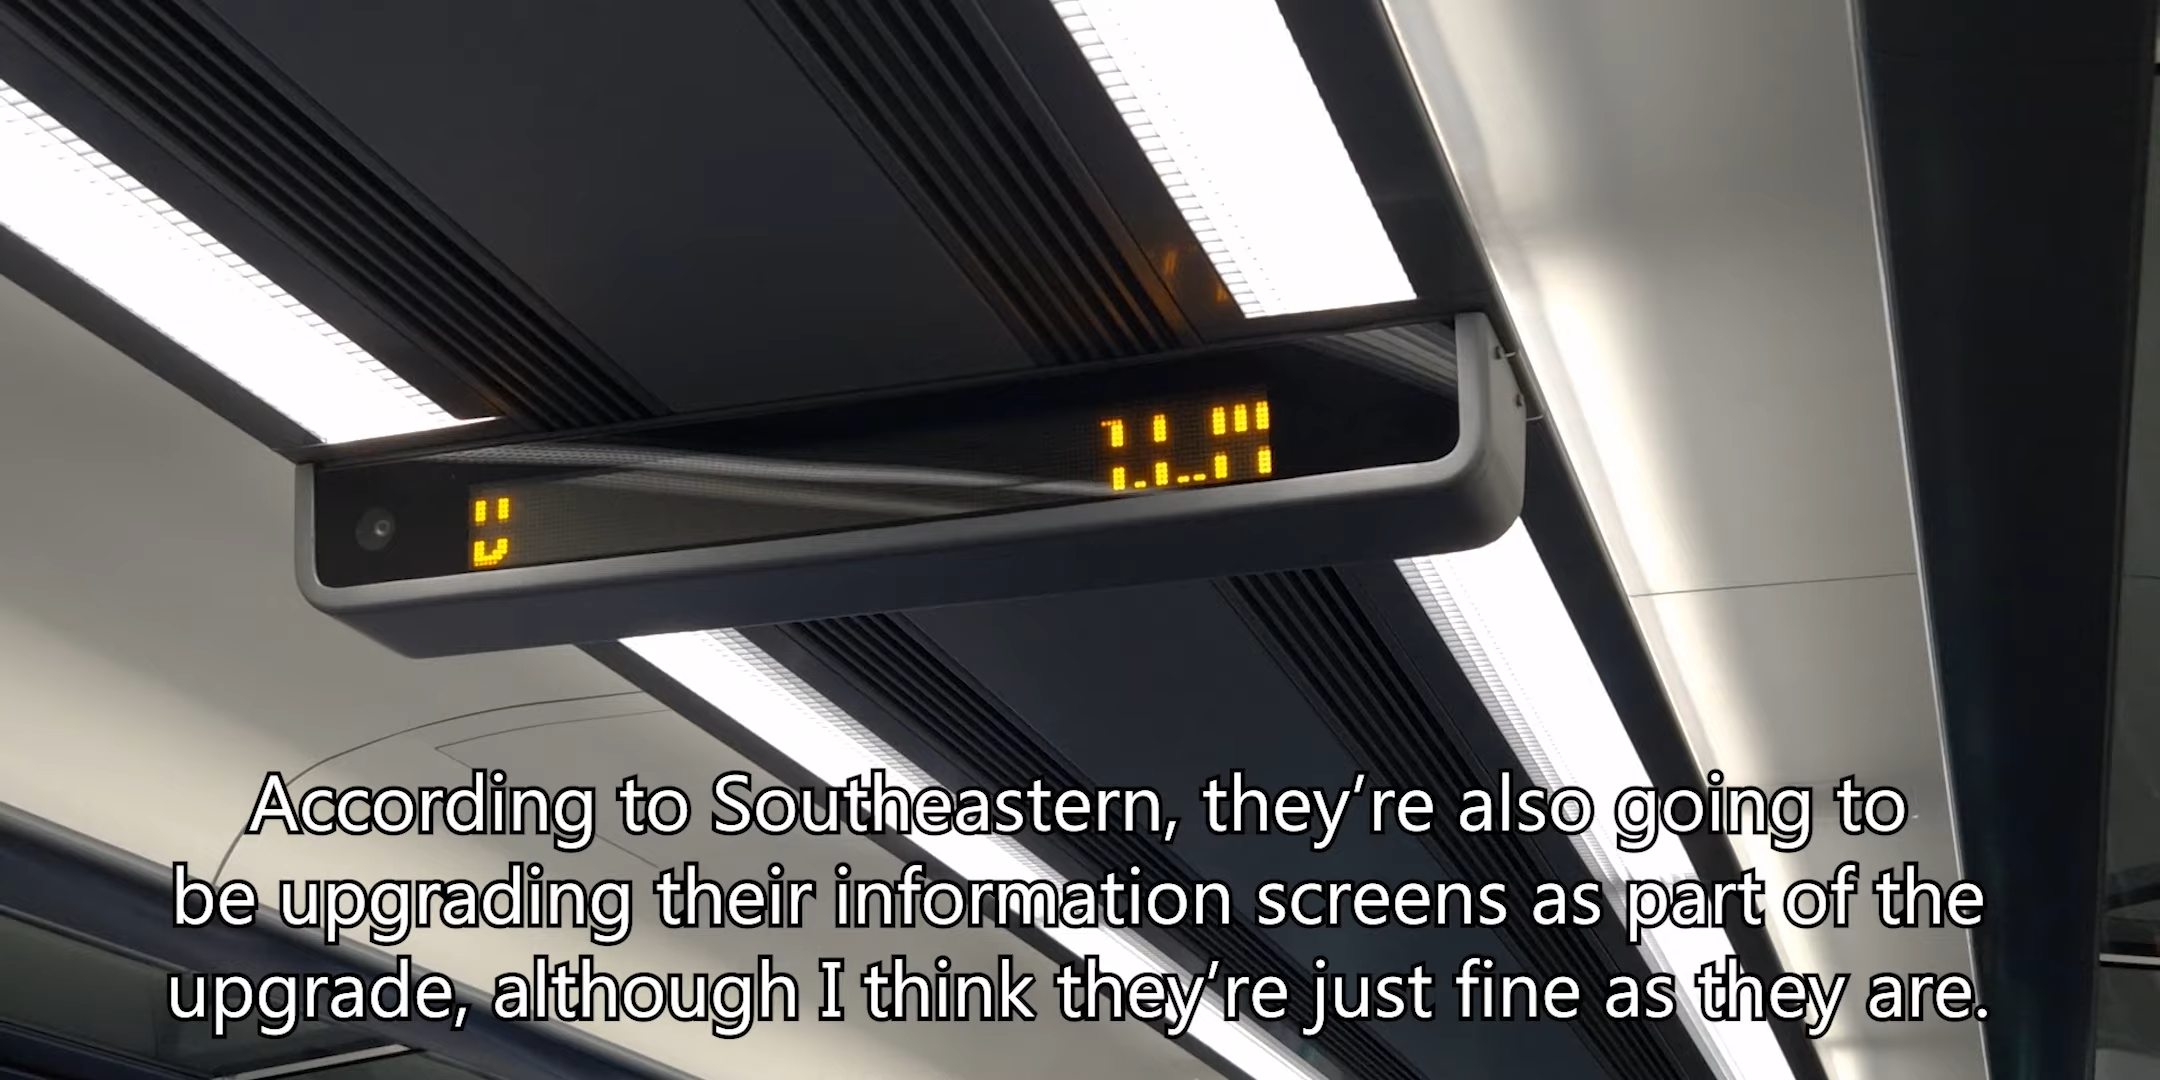 According to Southeastern, they’re also going to
be upgrading their information screens as part of the
upgrade, although I think they’re just fine as they are.